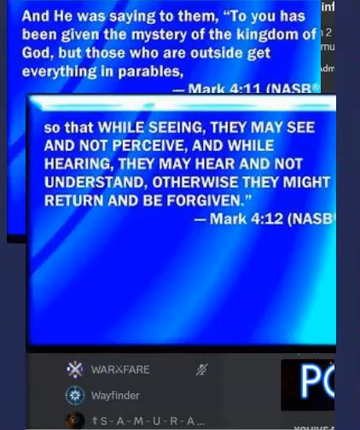 And He was saying to them, “To you has
been given the mystery of the kingdom of
God, but those who are outside get
everything in parables,
— Mark 4:11 (NASB
so that WHILE SEEING, THEY MAY SEE
AND NOT PERCEIVE, AND WHILE
HEARING, THEY MAY HEAR AND NOT
UNDERSTAND, OTHERWISE THEY MIGHT
RETURN AND BE FORGIVEN.”
— Mark 4:12 (NASB
WARXFARE
Wayfinder
†S-A-M-U-R-A...
inf